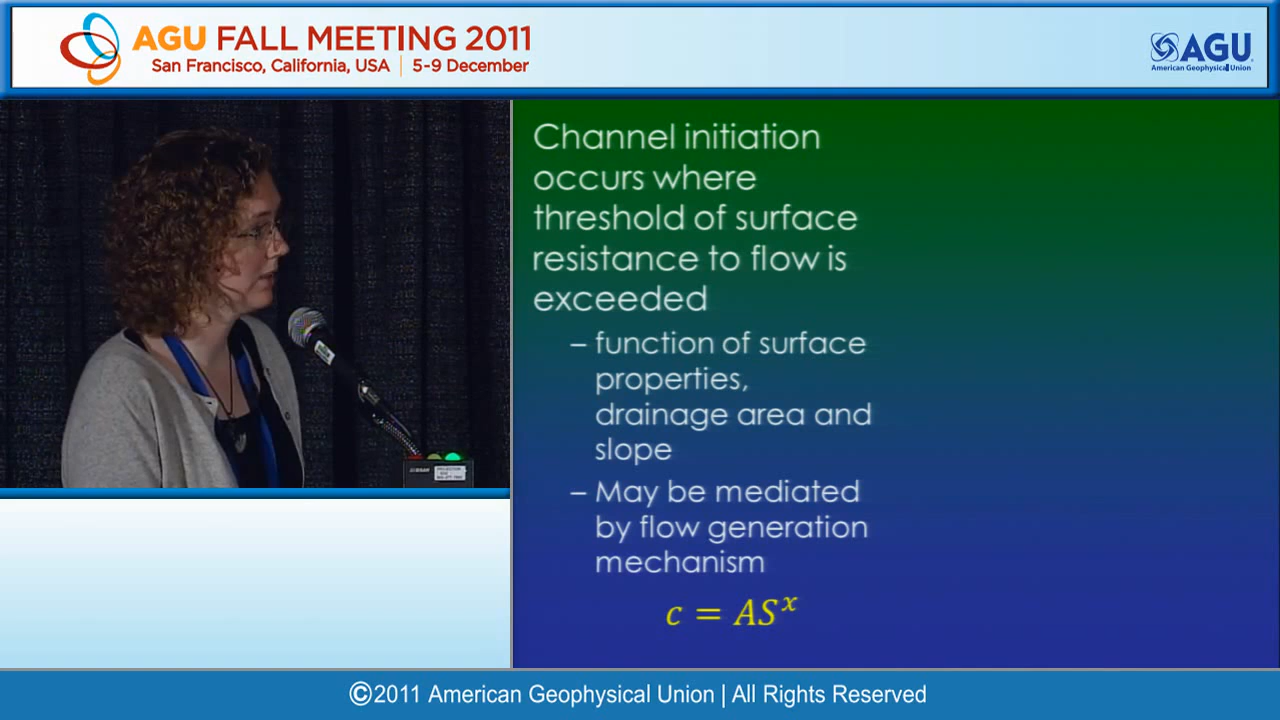 AGU FALL MEETING 2011
San Francisco, California, USA | 5-9 December
AGU
American Geophysical Union
Channel initiation
occurs where
threshold of surface
resistance to flow is
exceeded
– function of surface
properties,
drainage area and
slope
– May be mediated
by flow generation
mechanism
c = AS^x
©2011 American Geophysical Union | All Rights Reserved